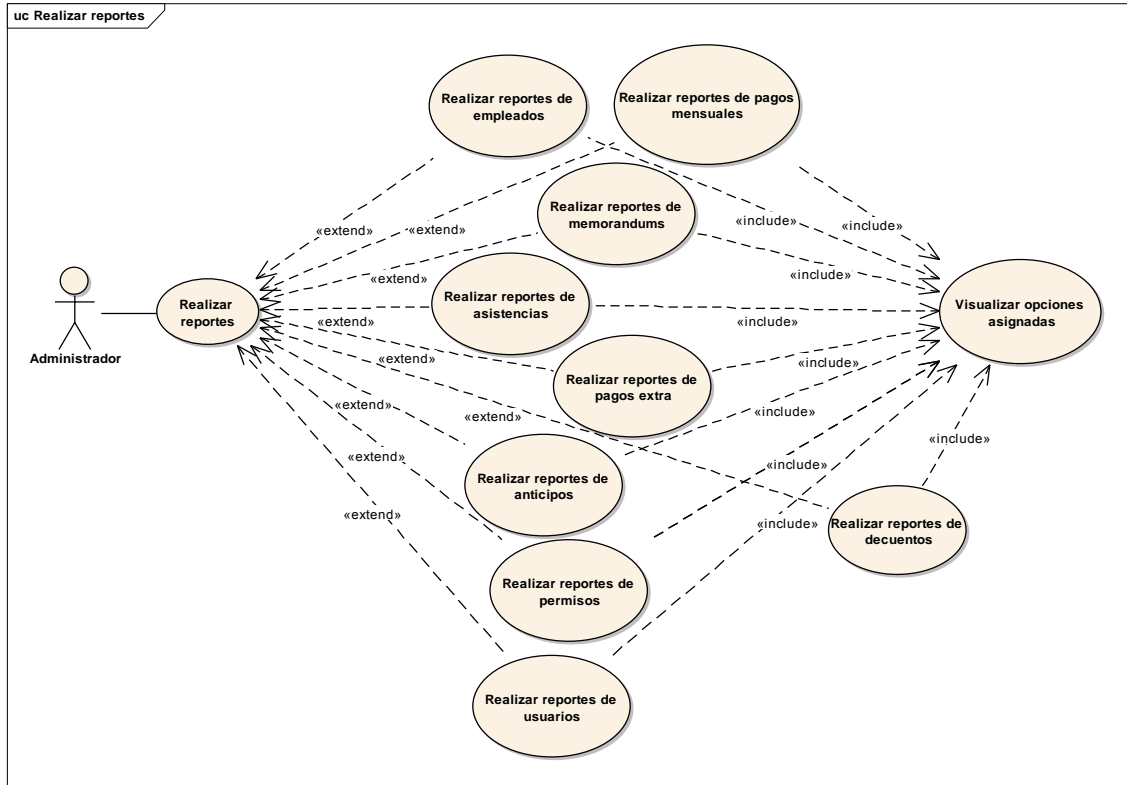 uc Realizar reportes
Realizar reportes de
empleados
Realizar reportes de pagos
mensuales
Realizar reportes de
memorandums
«extend»
«extend»
«include»
«include»
«extend»
«include»
Administrador
Realizar
reportes
Realizar reportes de
asistencias
«include»
Visualizar opciones
asignadas
«extend»
«extend»
«include»
Realizar reportes de
pagos extra
«extend»
«extend»
«include»
«include»
«extend»
«include»
Realizar reportes de
anticipos
«extend»
«include»
Realizar reportes de
decuentos
Realizar reportes de
permisos
Realizar reportes de
usuarios